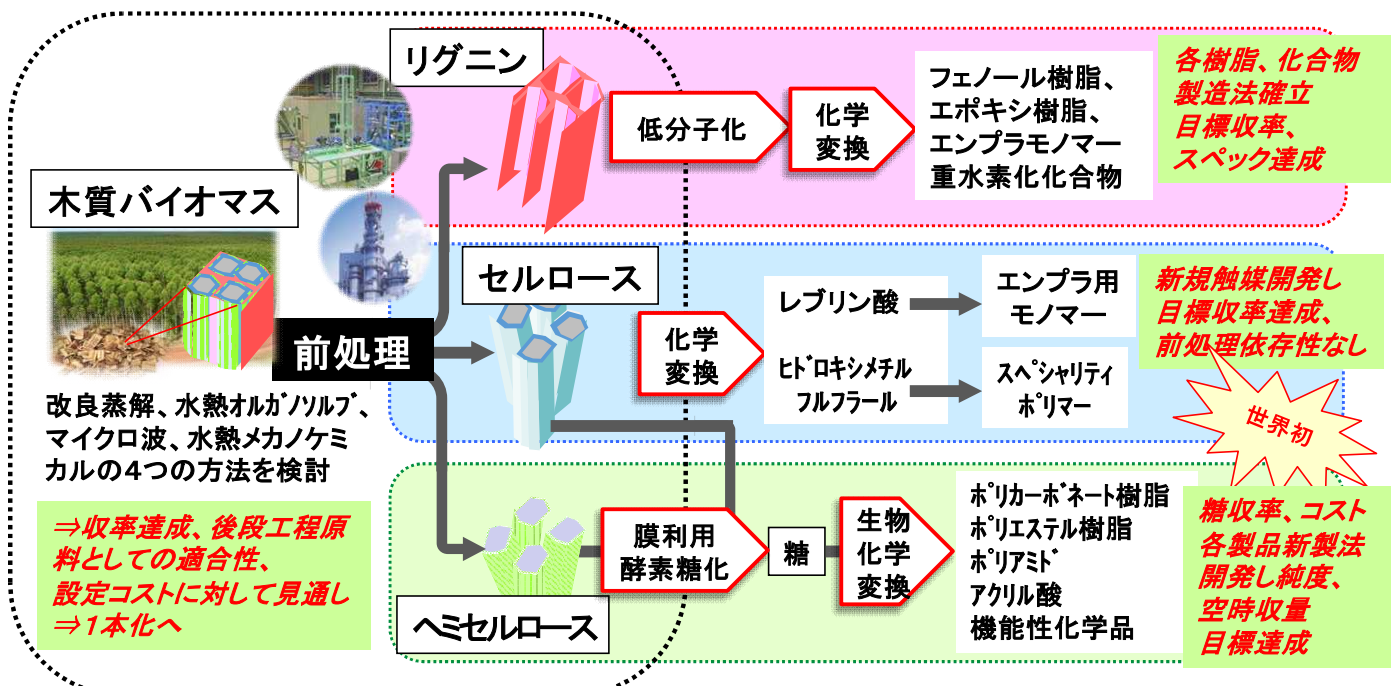 木質バイオマス
前処理
改良蒸解、水熱ｵﾙｶﾞﾉｿﾙﾌﾞ、
マイクロ波、水熱メカノケミ
カルの４つの方法を検討
⇒収率達成、後段工程原
料としての適合性、
設定コストに対して見通し
⇒１本化へ
リグニン
低分子化
化学
変換
フェノール樹脂、
エポキシ樹脂、
エンプラモノマー
重水素化化合物
各樹脂、化合物
製造法確立
目標収率、
スペック達成
セルロース
化学
変換
レブリン酸
エンプラ用
モノマー
ﾋﾄﾞﾛｷｼﾒﾁﾙ
フルフラール
スペシャリティ
ポリマー
新規触媒開発し
目標収率達成、
前処理依存性なし
世界初
ヘミセルロース
膜利用
酵素糖化
糖
生物
化学
変換
ﾎﾟﾘｶｰﾎﾞﾈｰﾄ樹脂
ﾎﾟﾘｴｽﾃﾙ樹脂
ﾎﾟﾘｱﾐﾄﾞ
アクリル酸
機能性化学品
糖収率、コスト
各製品新製法
開発し純度、
空時収量
目標達成